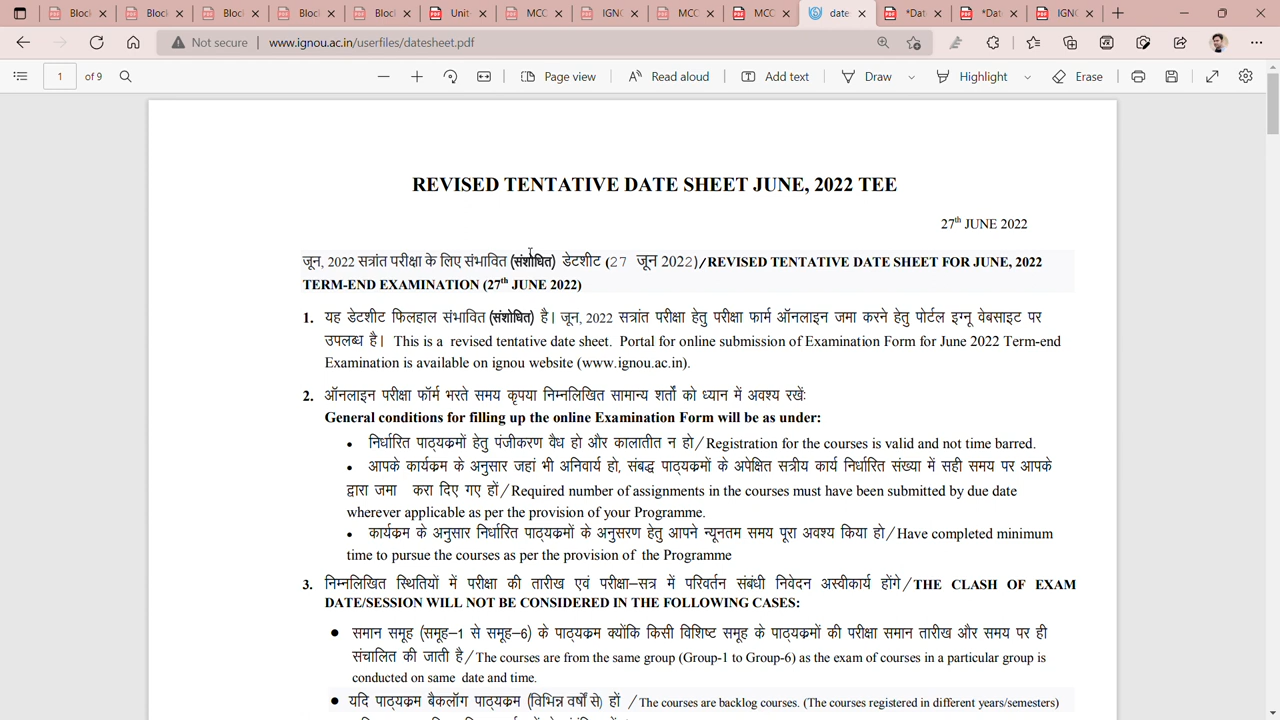 Block
Block
Block
Block
Block
Unit
MCO
IGNO
MCO
MCO
date
*Dat
*Dat
IGNO
Not secure
www.ignou.ac.in/userfiles/datesheet.pdf
1
of 9
Page view
Read aloud
Add text
Draw
Highlight
Erase
REVISED TENTATIVE DATE SHEET JUNE, 2022 TEE
27th JUNE 2022
जून, 2022 सत्रांत परीक्षा के लिए संभावित (संशोधित) डेटशीट (27 जून 2022)/REVISED TENTATIVE DATE SHEET FOR JUNE, 2022
TERM-END EXAMINATION (27th JUNE 2022)
1. यह डेटशीट फिलहाल संभावित (संशोधित) है। जून, 2022 सत्रांत परीक्षा हेतु परीक्षा फार्म ऑनलाइन जमा करने हेतु पोर्टल इग्नू वेबसाइट पर
उपलब्ध है। This is a revised tentative date sheet. Portal for online submission of Examination Form for June 2022 Term-end
Examination is available on ignou website (www.ignou.ac.in).
2. ऑनलाइन परीक्षा फॉर्म भरते समय कृपया निम्नलिखित सामान्य शर्तों को ध्यान में अवश्य रखें:
General conditions for filling up the online Examination Form will be as under:
• निर्धारित पाठ्यक्रमों हेतु पंजीकरण वैध हो और कालातीत न हो/Registration for the courses is valid and not time barred.
• आपके कार्यक्रम के अनुसार जहां भी अनिवार्य हो, संबद्ध पाठ्यक्रमों के अपेक्षित सत्रीय कार्य निर्धारित संख्या में सही समय पर आपके
द्वारा जमा करा दिए गए हों/Required number of assignments in the courses must have been submitted by due date
wherever applicable as per the provision of your Programme.
• कार्यक्रम के अनुसार निर्धारित पाठ्यक्रमों के अनुसरण हेतु आपने न्यूनतम समय पूरा अवश्य किया हो/Have completed minimum
time to pursue the courses as per the provision of the Programme
3. निम्नलिखित स्थितियों में परीक्षा की तारीख एवं परीक्षा–सत्र में परिवर्तन संबंधी निवेदन अस्वीकार्य होंगे/THE CLASH OF EXAM
DATE/SESSION WILL NOT BE CONSIDERED IN THE FOLLOWING CASES:
● समान समूह (समूह–1 से समूह–6) के पाठ्यक्रम क्योंकि किसी विशिष्ट समूह के पाठ्यक्रमों की परीक्षा समान तारीख और समय पर ही
संचालित की जाती है/The courses are from the same group (Group-1 to Group-6) as the exam of courses in a particular group is
conducted on same date and time.
● यदि पाठ्यक्रम बैकलॉग पाठ्यक्रम (विभिन्न वर्षों से) हों /The courses are backlog courses. (The courses registered in different years/semesters)